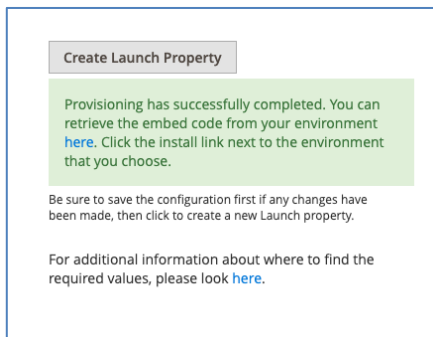 Create Launch Property
Provisioning has successfully completed. You can
retrieve the embed code from your environment
here. Click the install link next to the environment
that you choose.
Be sure to save the configuration first if any changes have
been made, then click to create a new Launch property.
For additional information about where to find the
required values, please look here.